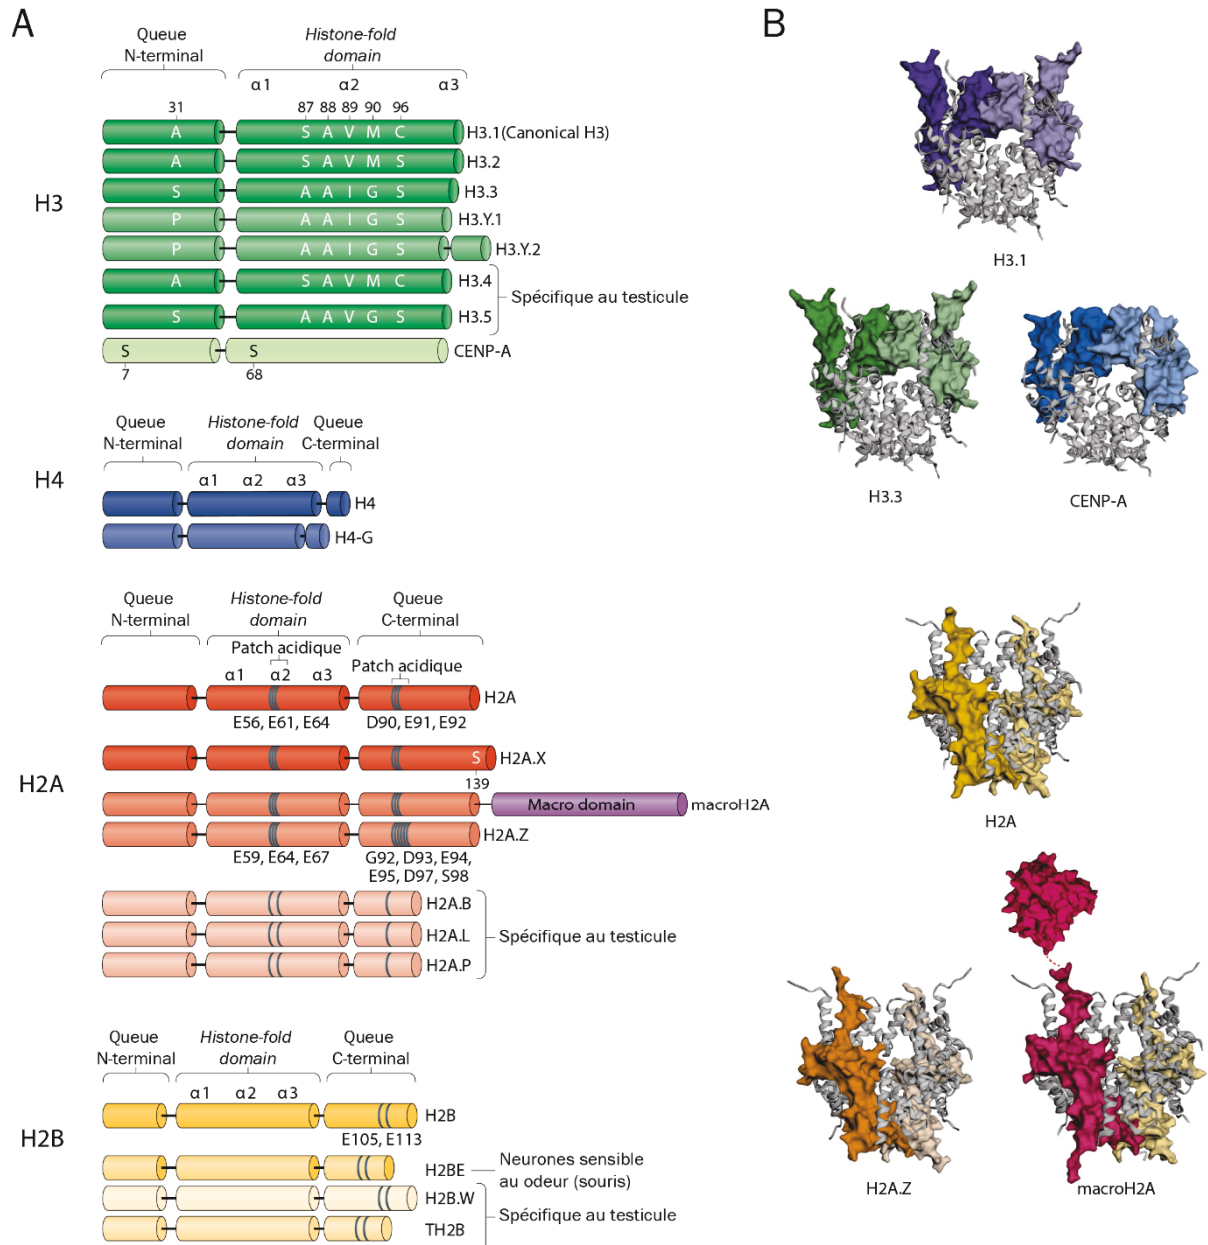 A
Queue
N-terminal
Histone-fold
domain
α1
α2
α3
31
87 88 89 90 96
H3
A S A V M C H3.1(Canonical H3)
A S A V M S H3.2
S A A I G S H3.3
P A A I G S H3.Y.1
P A A I G S H3.Y.2
A S A V M C H3.4
S A A V G S H3.5
Spécifique au testicule
S S CENP-A
7 68
Queue
N-terminal
Histone-fold
domain
Queue
C-terminal
α1 α2 α3
H4
H4
H4-G
Queue
N-terminal
Histone-fold
domain
Queue
C-terminal
Patch acidique
α1 α2 α3
Patch acidique
H2A
E56, E61, E64
D90, E91, E92
H2A
S H2A.X
139
Macro domain macroH2A
H2A.Z
E59, E64, E67
G92, D93, E94,
E95, D97, S98
H2A.B
H2A.L
H2A.P
Spécifique au testicule
Queue
N-terminal
Histone-fold
domain
Queue
C-terminal
α1 α2 α3
H2B
H2B
E105, E113
H2BE
Neurones sensible
au odeur (souris)
H2B.W
TH2B
Spécifique au testicule
B
H3.1
H3.3
CENP-A
H2A
H2A.Z
macroH2A